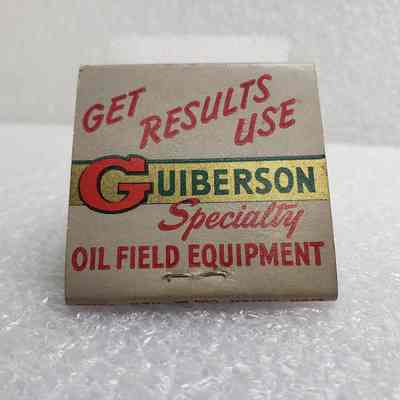 GET RESULTS USE
GUIBERSON
Specialty
OIL FIELD EQUIPMENT